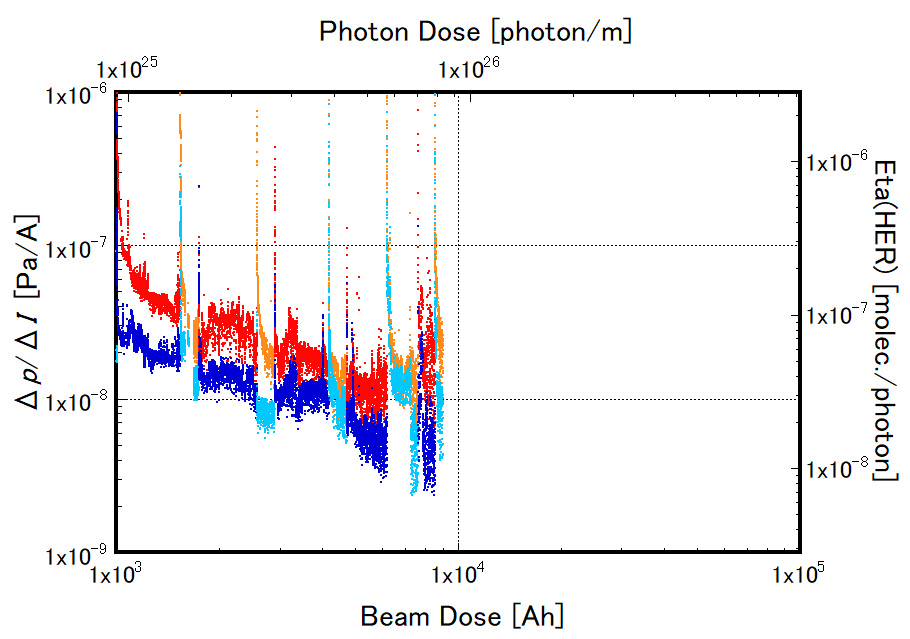 Photon Dose [photon/m]
1x10^25 1x10^26
1x10^-6
1x10^-7
1x10^-8
1x10^-9
Δp/ΔI [Pa/A]
1x10^-6
1x10^-7
1x10^-8
Eta(HER) [molec./photon]
1x10^3 1x10^4 1x10^5
Beam Dose [Ah]